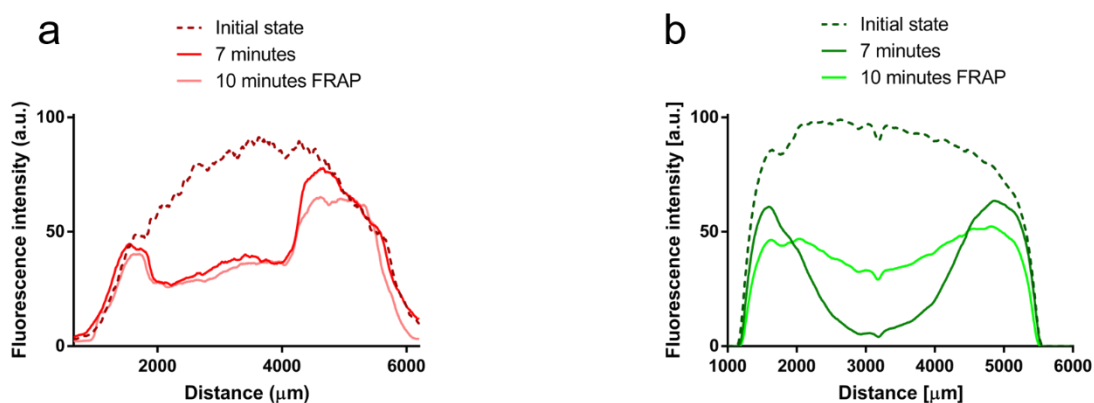 a
Initial state
7 minutes
10 minutes FRAP
Fluorescence intensity (a.u.)
100
50
0
2000 4000 6000
Distance (μm)
b
Initial state
7 minutes
10 minutes FRAP
Fluorescence intensity [a.u.]
100
50
0
1000 2000 3000 4000 5000 6000
Distance [μm]